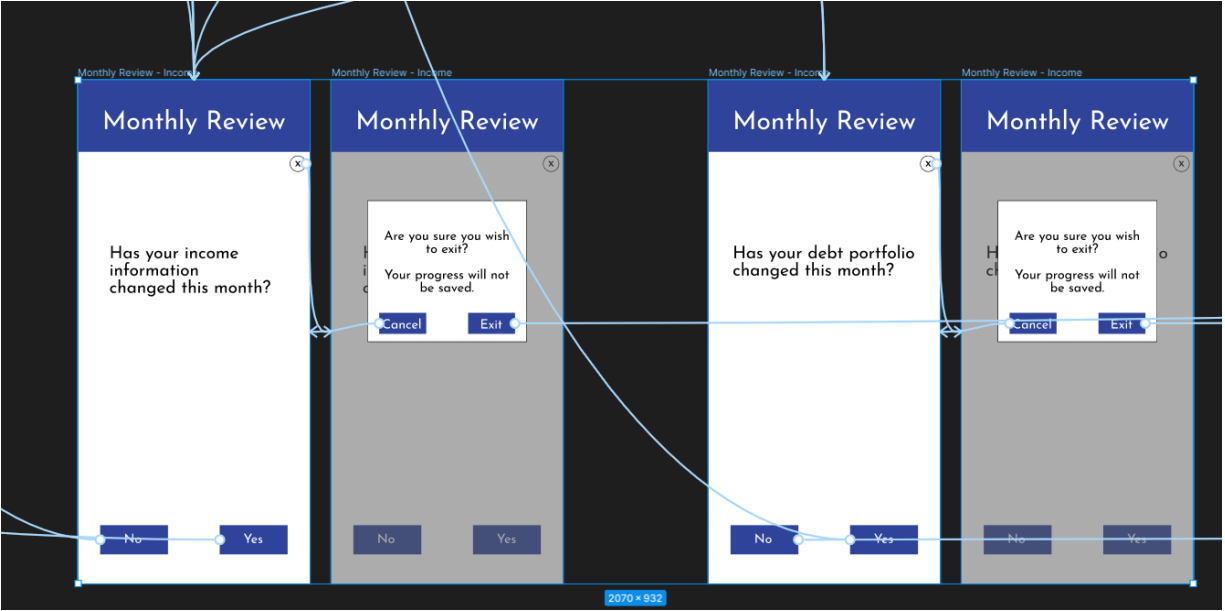 Monthly Review - Income
Monthly Review - Income
Monthly Review - Income
Monthly Review - Income
Monthly Review
x
Has your income
information
changed this month?
No
Yes
Monthly Review
x
Are you sure you wish
to exit?
Your progress will not
be saved.
Cancel
Exit
No
Yes
Monthly Review
x
Has your debt portfolio
changed this month?
No
Yes
Monthly Review
x
Are you sure you wish
to exit?
Your progress will not
be saved.
Cancel
Exit
No
Yes
2070 × 932